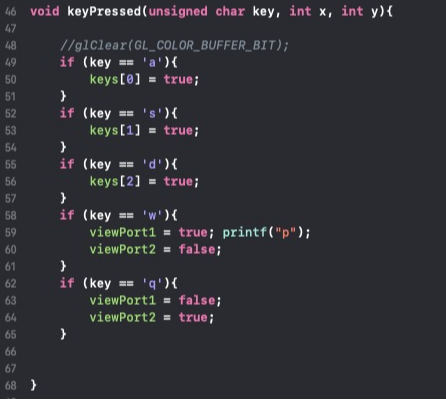 46 void keyPressed(unsigned char key, int x, int y){
47
48 //glClear(GL_COLOR_BUFFER_BIT);
49 if (key == 'a'){
50 keys[0] = true;
51 }
52 if (key == 's'){
53 keys[1] = true;
54 }
55 if (key == 'd'){
56 keys[2] = true;
57 }
58 if (key == 'w'){
59 viewPort1 = true; printf("p");
60 viewPort2 = false;
61 }
62 if (key == 'q'){
63 viewPort1 = false;
64 viewPort2 = true;
65 }
66
67
68 }